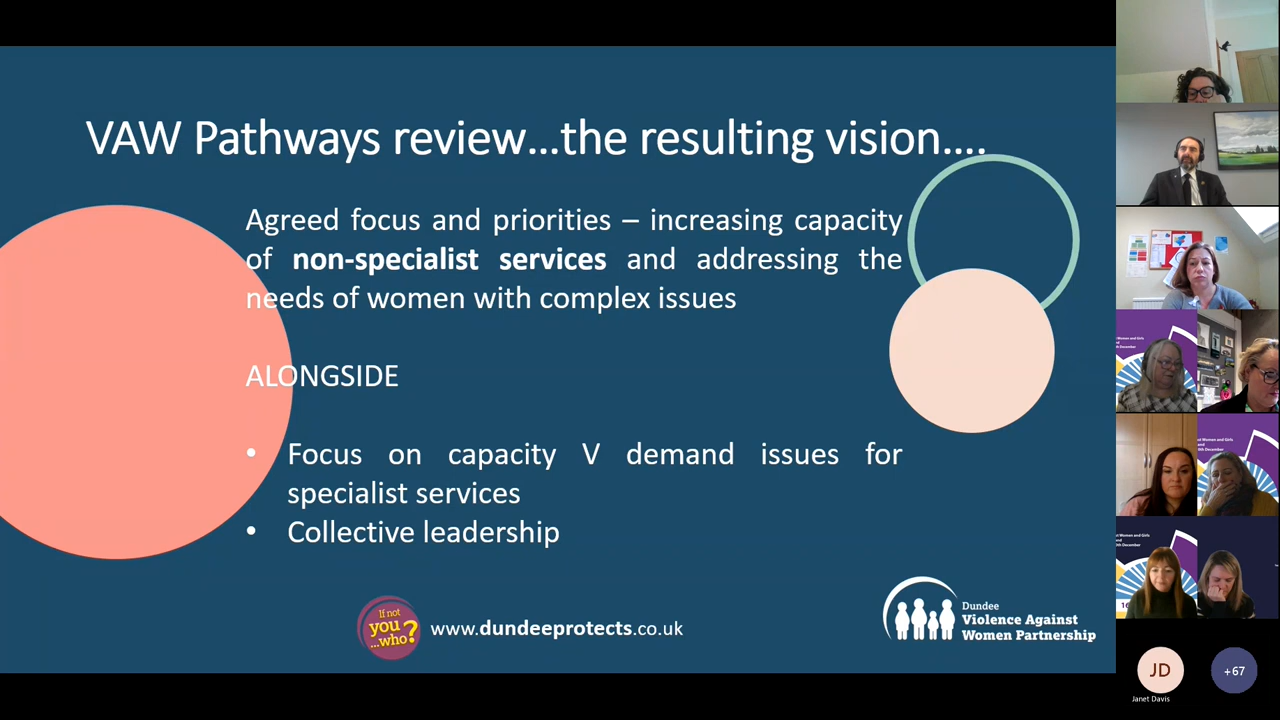 VAW Pathways review...the resulting vision....
Agreed focus and priorities – increasing capacity
of non-specialist services and addressing the
needs of women with complex issues
ALONGSIDE
• Focus on capacity V demand issues for
specialist services
• Collective leadership
If not
you
...who?
www.dundeeprotects.co.uk
Dundee
Violence Against
Women Partnership
JD
Janet Davis
+67